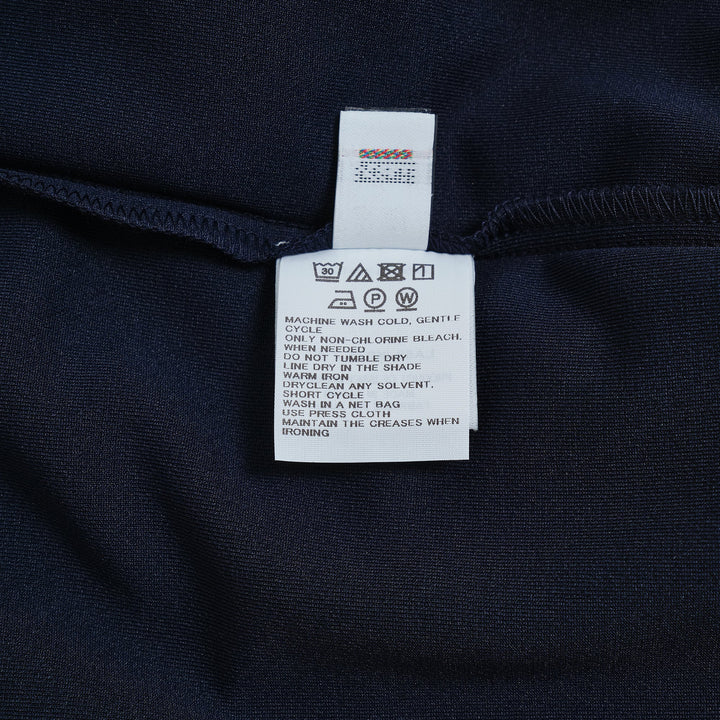 30
P W
MACHINE WASH COLD, GENTLE
CYCLE
ONLY NON-CHLORINE BLEACH.
WHEN NEEDED
DO NOT TUMBLE DRY
LINE DRY IN THE SHADE
WARM IRON
DRYCLEAN ANY SOLVENT.
SHORT CYCLE
WASH IN A NET BAG
USE PRESS CLOTH
MAINTAIN THE CREASES WHEN
IRONING